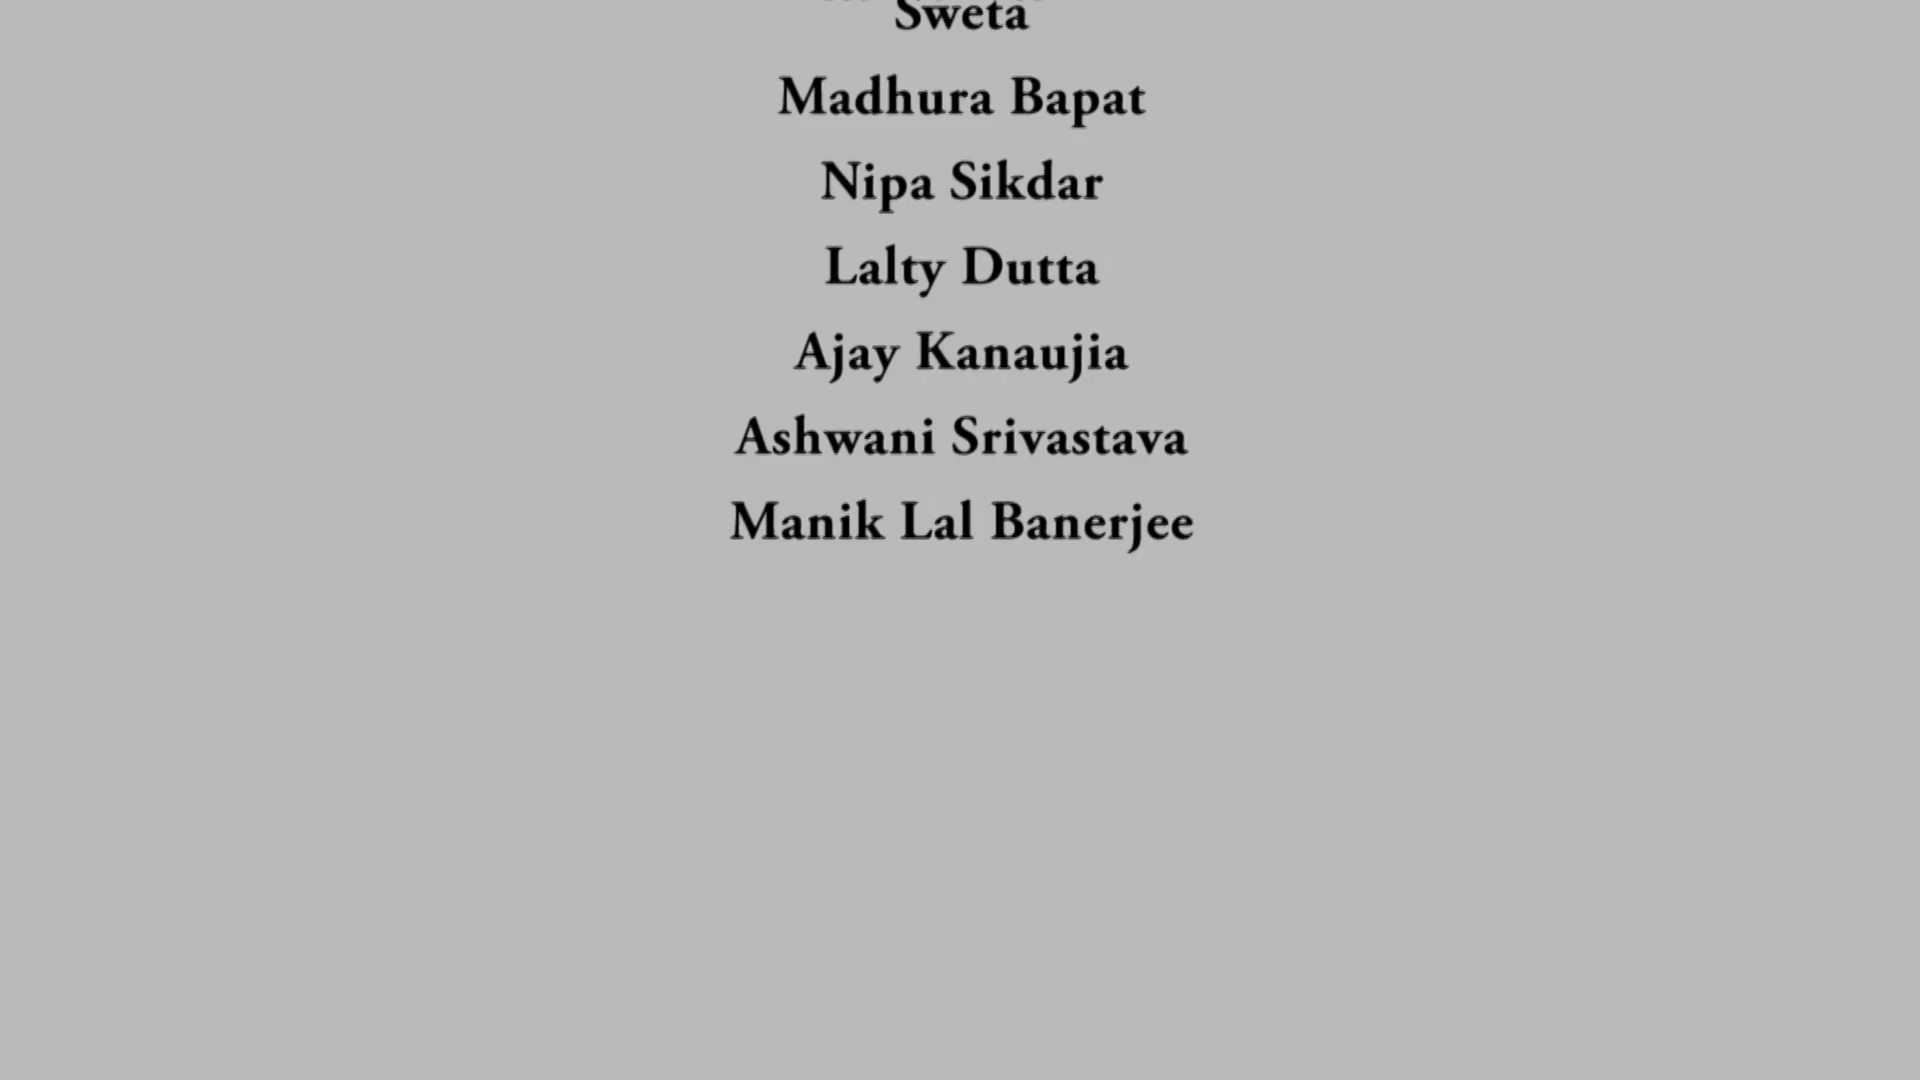 Sweta
Madhura Bapat
Nipa Sikdar
Lalty Dutta
Ajay Kanaujia
Ashwani Srivastava
Manik Lal Banerjee